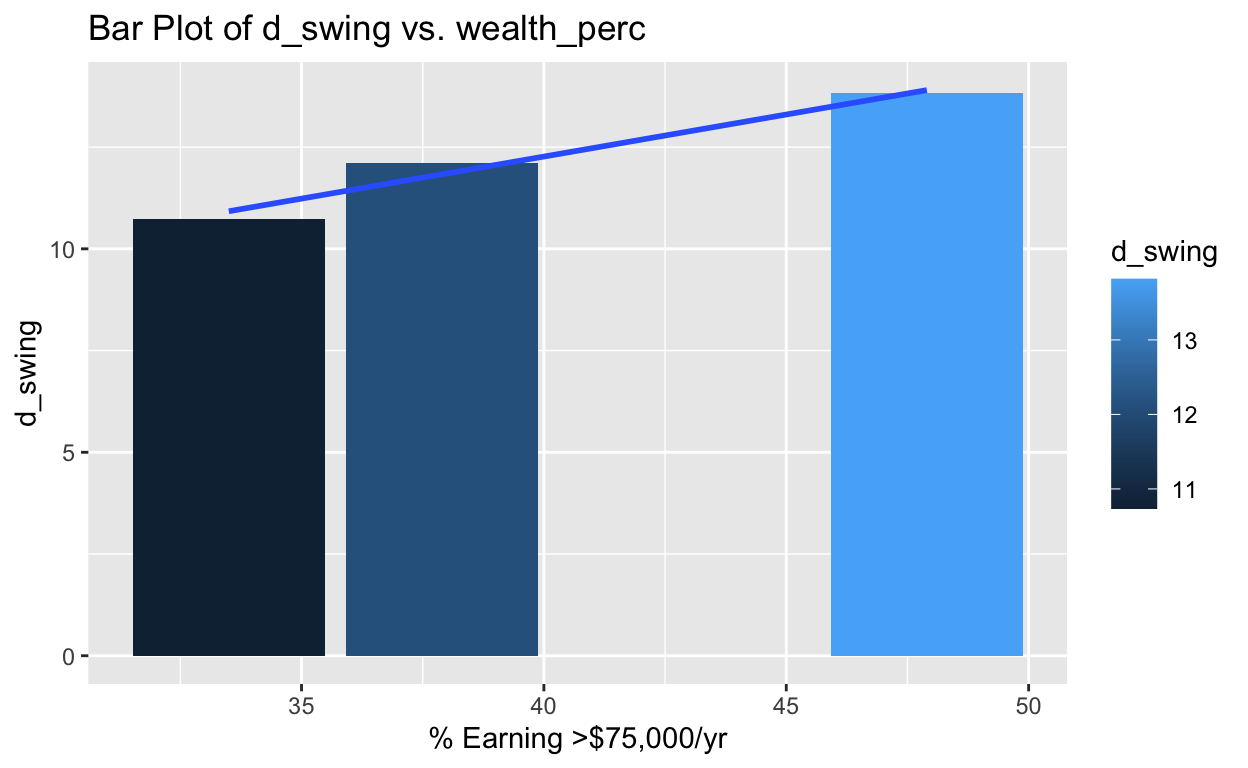 Bar Plot of d_swing vs. wealth_perc
d_swing
10
5
0
35 40 45 50
% Earning >$75,000/yr
d_swing
13
12
11